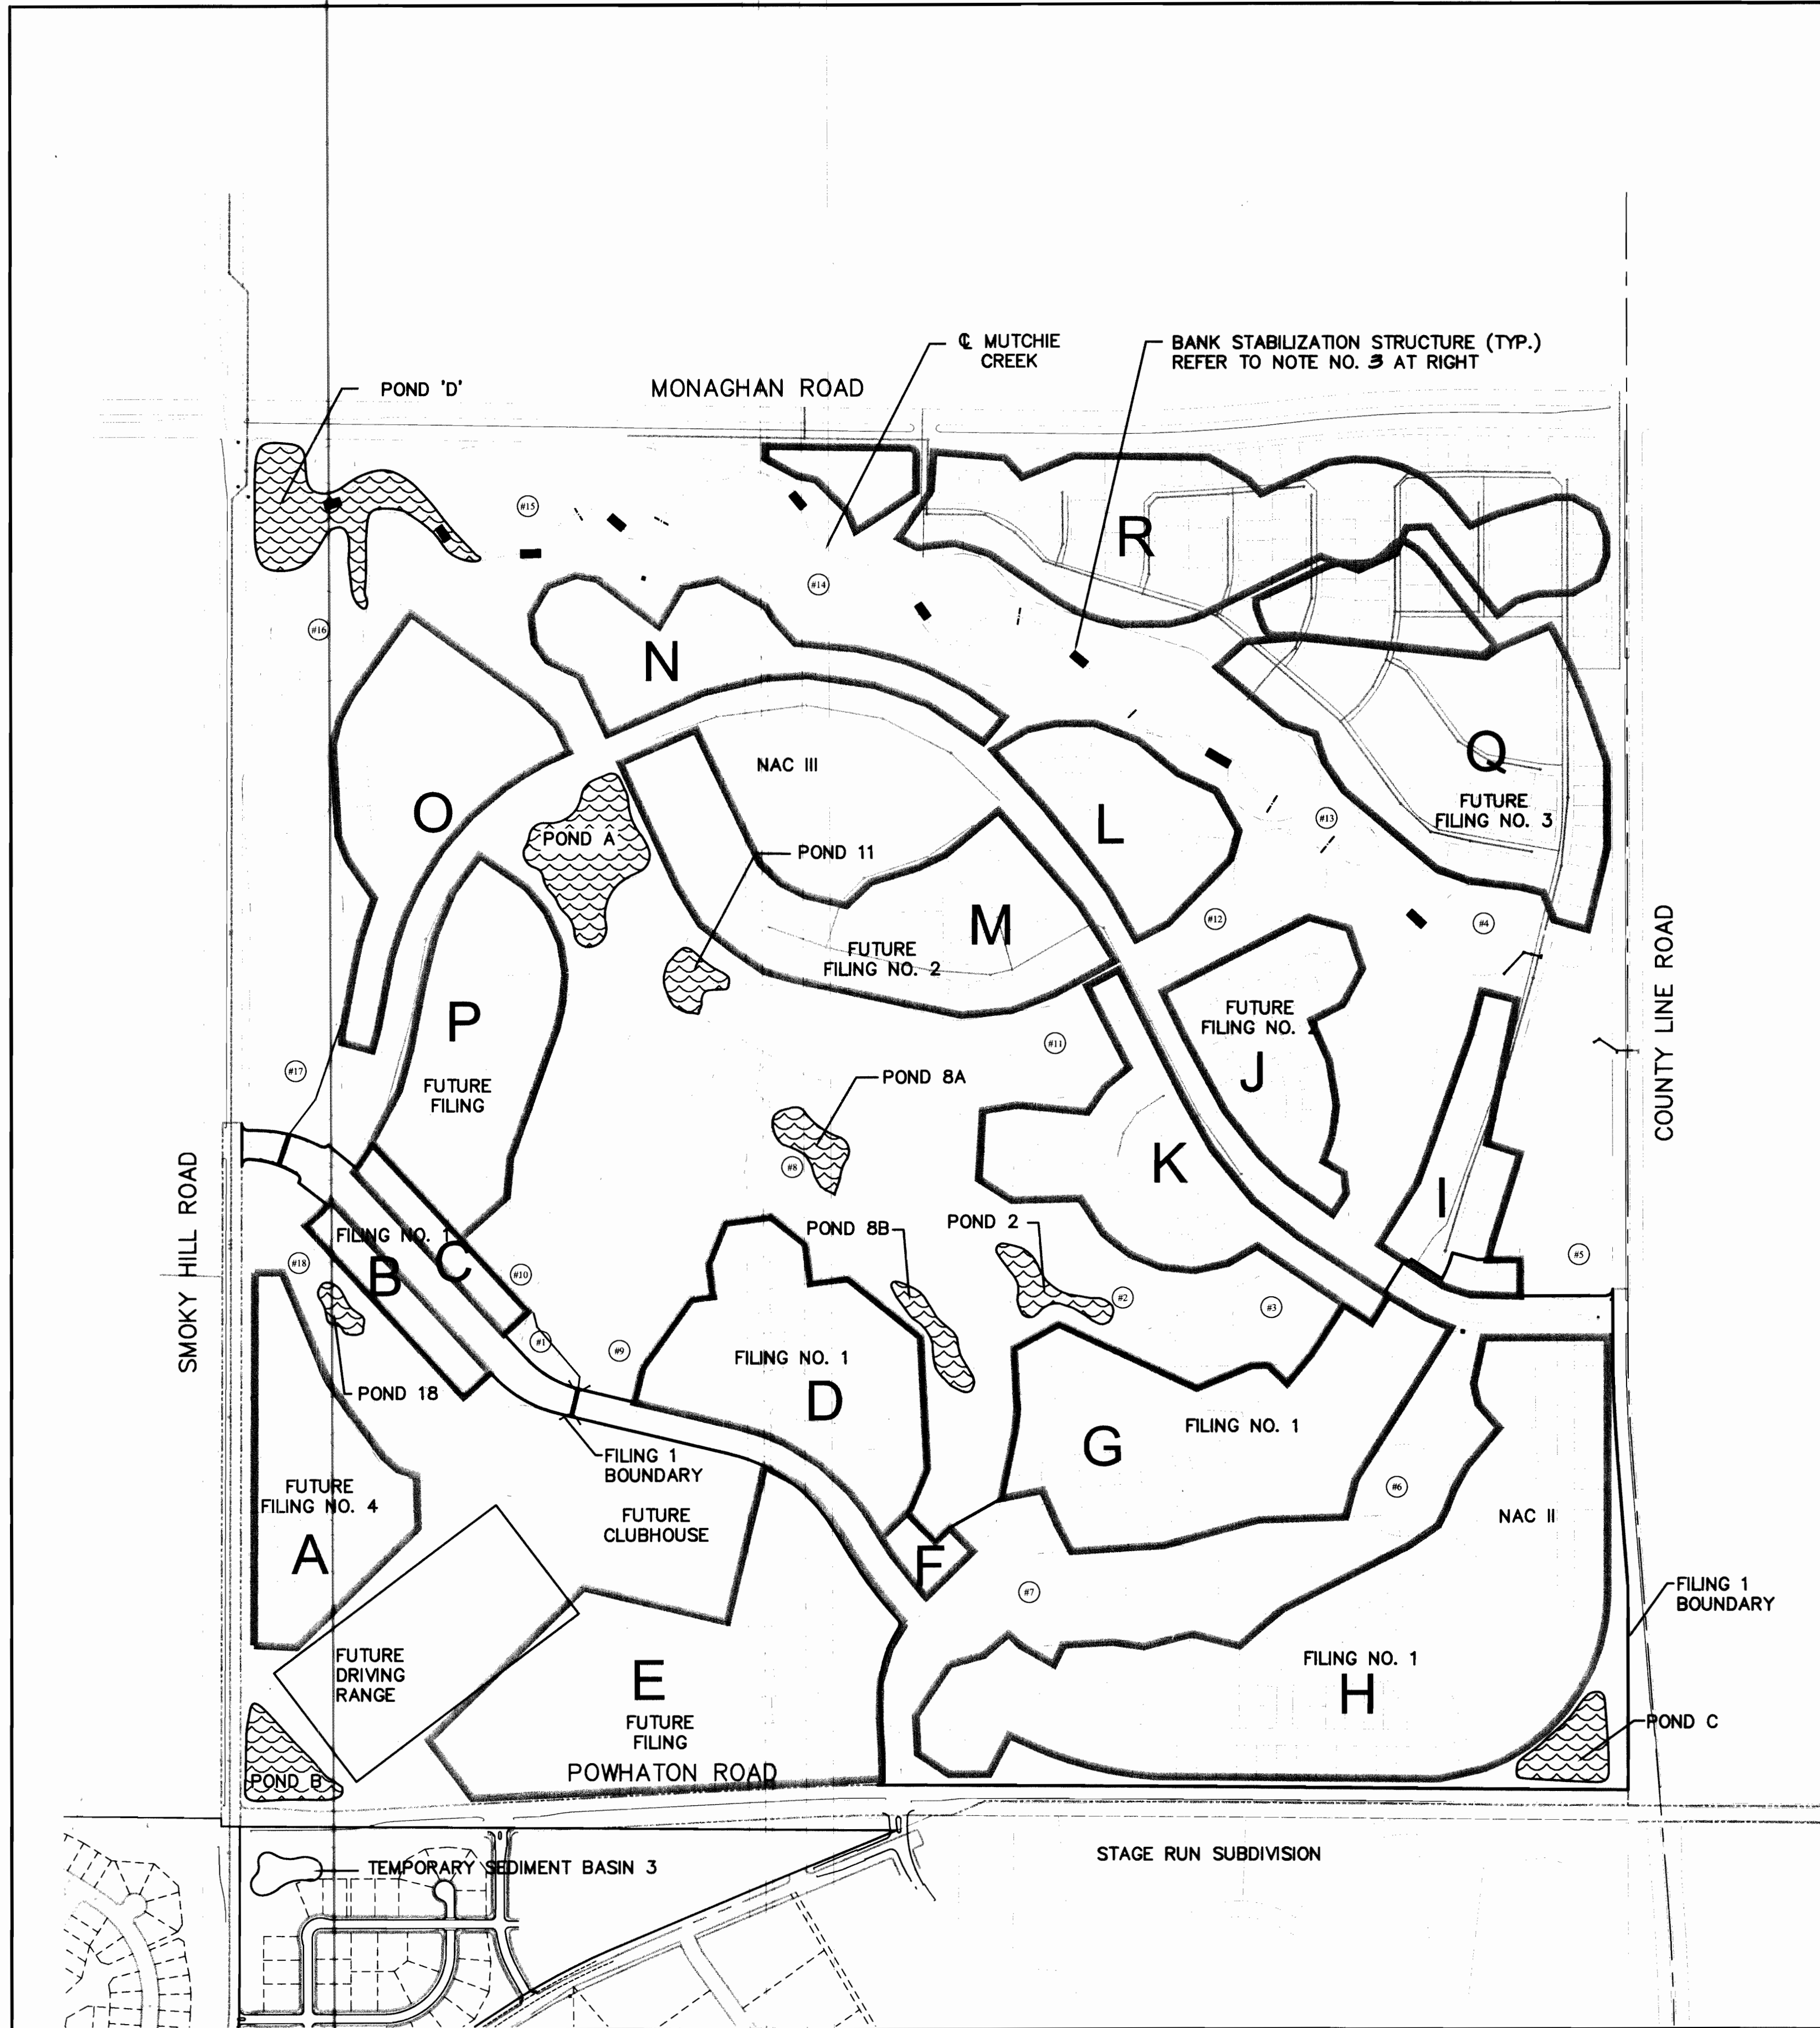 ℄ MUTCHIE
CREEK
BANK STABILIZATION STRUCTURE (TYP.)
REFER TO NOTE NO. 3 AT RIGHT
POND 'D'
MONAGHAN ROAD
#15
R
#14
#16
N
NAC III
Q
FUTURE
FILING NO. 3
O
POND A
POND 11
L
#13
#12
#4
M
FUTURE
FILING NO. 2
COUNTY LINE ROAD
P
FUTURE
FILING
FUTURE
FILING NO.
J
#11
#17
POND 8A
#8
K
I
SMOKY HILL ROAD
FILING NO. 1
B
C
#18
#10
POND 8B
POND 2
#5
#2
#3
#1
#9
FILING NO. 1
D
POND 18
FILING NO. 1
G
FILING 1
BOUNDARY
FUTURE
FILING NO. 4
A
FUTURE
CLUBHOUSE
#6
NAC II
F
#7
FILING 1
BOUNDARY
FUTURE
DRIVING
RANGE
E
FUTURE
FILING
FILING NO. 1
H
POND C
POND B
POWHATON ROAD
STAGE RUN SUBDIVISION
TEMPORARY SEDIMENT BASIN 3